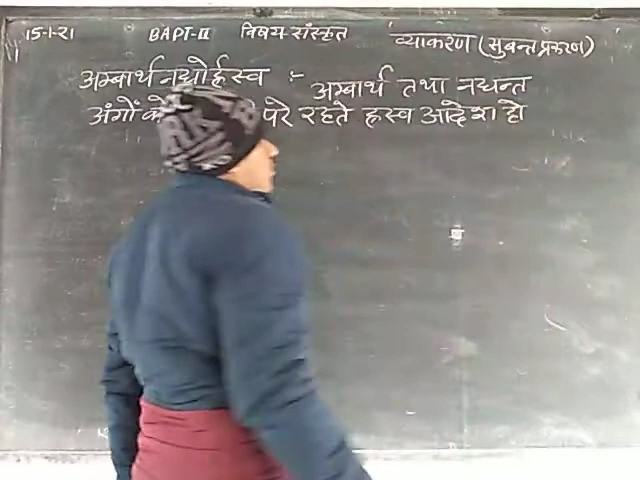 15-1-21 BAPT-II विषय-संस्कृत व्याकरण (सुबन्त प्रकरण)
अम्बार्थनद्योर्ह्रस्व :- अम्बार्थ तथा नद्यन्त
अंगों को परे रहते ह्रस्व आदेश हो